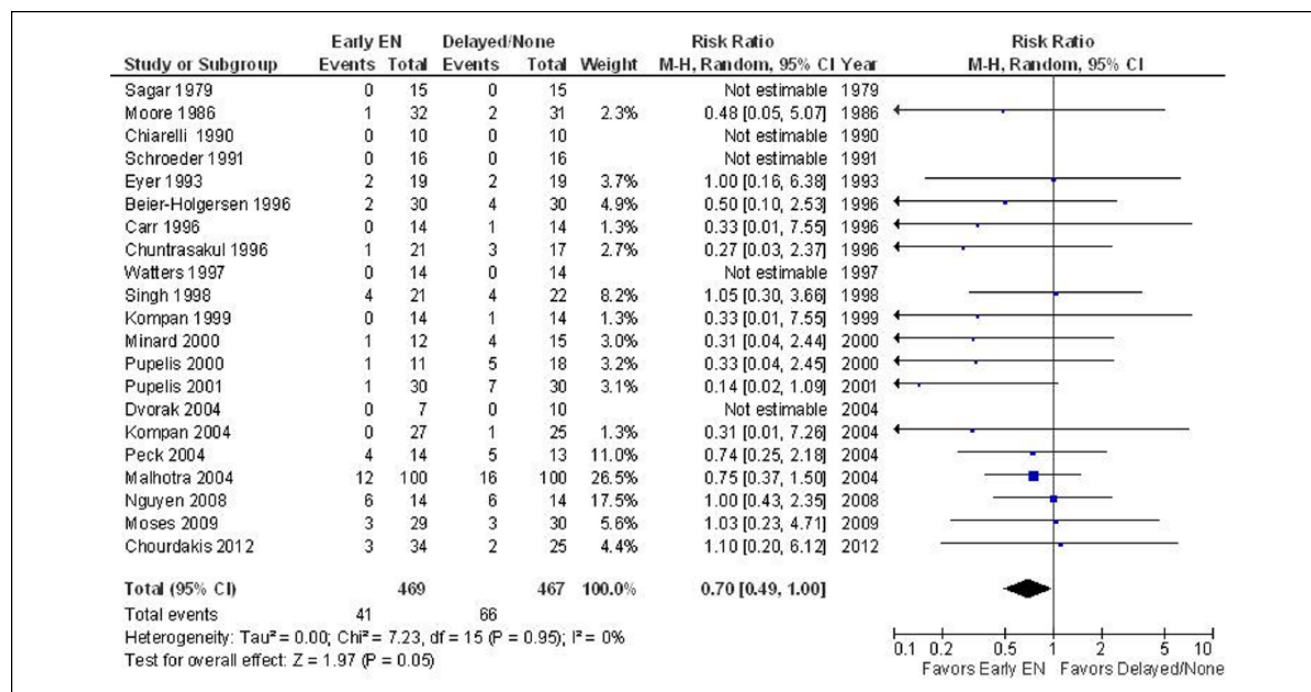 Early EN Delayed/None Risk Ratio Risk Ratio
Study or Subgroup Events Total Events Total Weight M-H, Random, 95% CI Year M-H, Random, 95% CI
Sagar 1979 0 15 0 15 Not estimable 1979
Moore 1986 1 32 2 31 2.3% 0.48 [0.05, 5.07] 1986
Chiarelli 1990 0 10 0 10 Not estimable 1990
Schroeder 1991 0 16 0 16 Not estimable 1991
Eyer 1993 2 19 2 19 3.7% 1.00 [0.16, 6.38] 1993
Beier-Holgersen 1996 2 30 4 30 4.9% 0.50 [0.10, 2.53] 1996
Carr 1996 0 14 1 14 1.3% 0.33 [0.01, 7.55] 1996
Chuntrasakul 1996 1 21 3 17 2.7% 0.27 [0.03, 2.37] 1996
Watters 1997 0 14 0 14 Not estimable 1997
Singh 1998 4 21 4 22 8.2% 1.05 [0.30, 3.66] 1998
Kompan 1999 0 14 1 14 1.3% 0.33 [0.01, 7.55] 1999
Minard 2000 1 12 4 15 3.0% 0.31 [0.04, 2.44] 2000
Pupelis 2000 1 11 5 18 3.2% 0.33 [0.04, 2.45] 2000
Pupelis 2001 1 30 7 30 3.1% 0.14 [0.02, 1.09] 2001
Dvorak 2004 0 7 0 10 Not estimable 2004
Kompan 2004 0 27 1 25 1.3% 0.31 [0.01, 7.26] 2004
Peck 2004 4 14 5 13 11.0% 0.74 [0.25, 2.18] 2004
Malhotra 2004 12 100 16 100 26.5% 0.75 [0.37, 1.50] 2004
Nguyen 2008 6 14 6 14 17.5% 1.00 [0.43, 2.35] 2008
Moses 2009 3 29 3 30 5.6% 1.03 [0.23, 4.71] 2009
Chourdakis 2012 3 34 2 25 4.4% 1.10 [0.20, 6.12] 2012
Total (95% CI) 469 467 100.0% 0.70 [0.49, 1.00]
Total events 41 66
Heterogeneity: Tau² = 0.00; Chi² = 7.23, df = 15 (P = 0.95); I² = 0%
Test for overall effect: Z = 1.97 (P = 0.05)
0.1 0.2 0.5 1 2 5 10
Favors Early EN Favors Delayed/None